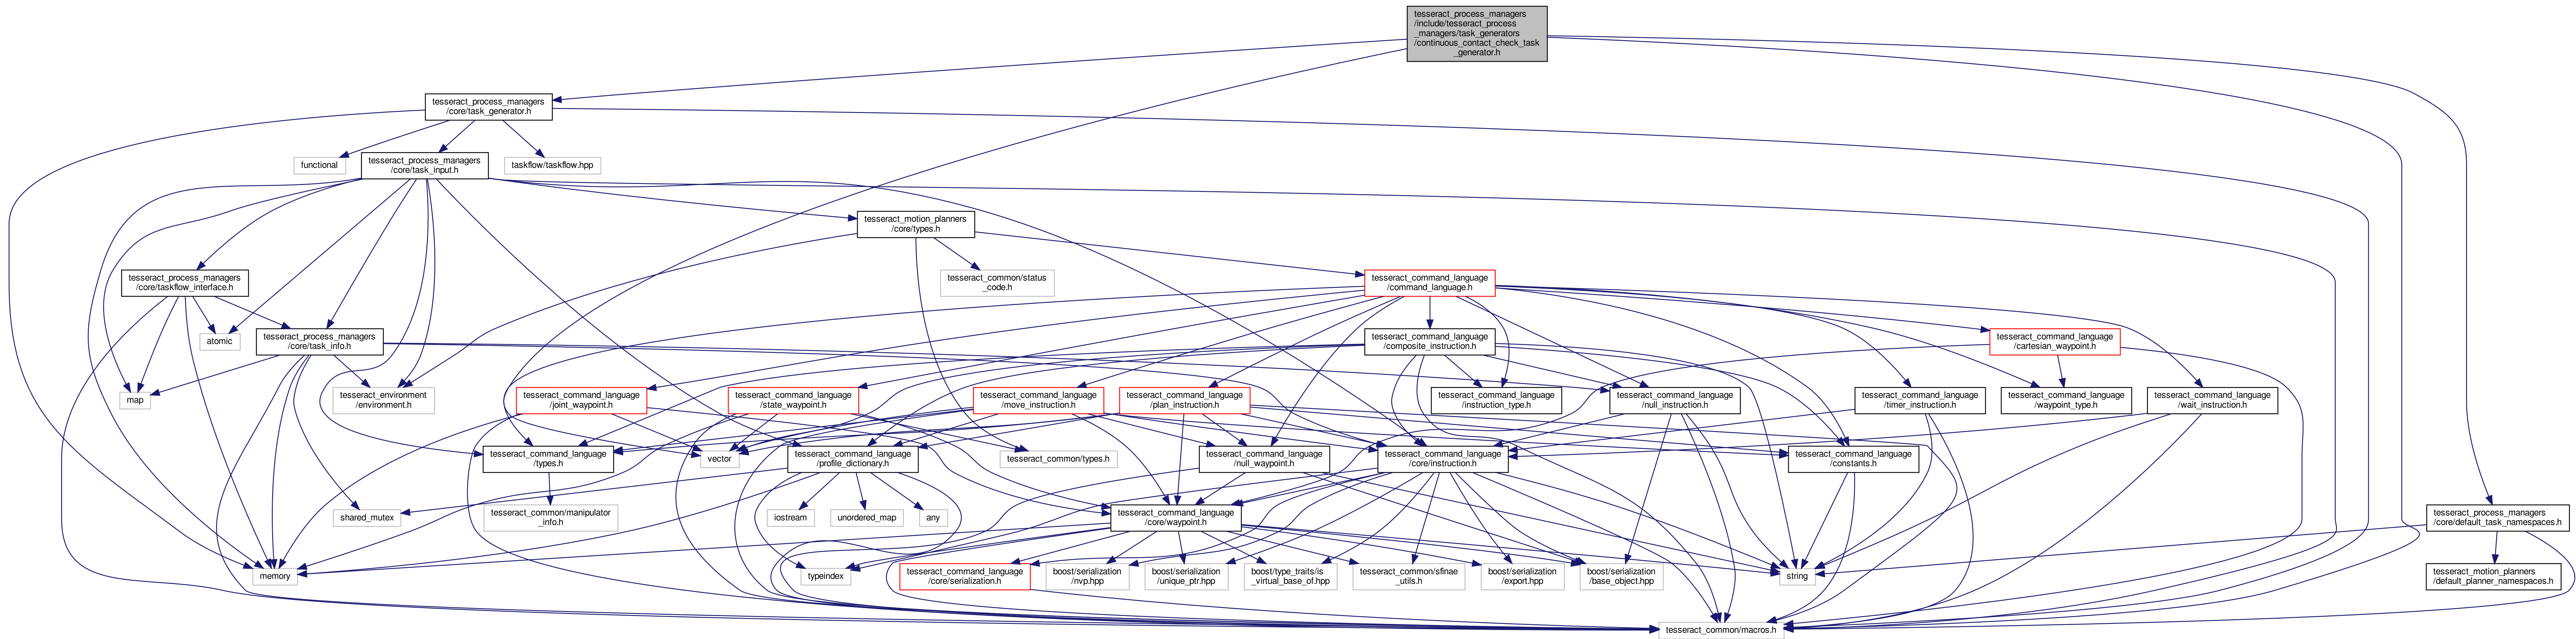 tesseract_process_managers
/include/tesseract_process
_managers/task_generators
/continuous_contact_check_task
_generator.h
tesseract_process_managers
/core/task_generator.h
functional
tesseract_process_managers
/core/task_input.h
taskflow/taskflow.hpp
tesseract_motion_planners
/core/types.h
tesseract_process_managers
/core/taskflow_interface.h
tesseract_common/status
_code.h
tesseract_command_language
/command_language.h
atomic
tesseract_process_managers
/core/task_info.h
tesseract_command_language
/composite_instruction.h
tesseract_command_language
/cartesian_waypoint.h
map
tesseract_environment
/environment.h
tesseract_command_language
/joint_waypoint.h
tesseract_command_language
/state_waypoint.h
tesseract_command_language
/move_instruction.h
tesseract_command_language
/plan_instruction.h
tesseract_command_language
/instruction_type.h
tesseract_command_language
/null_instruction.h
tesseract_command_language
/timer_instruction.h
tesseract_command_language
/waypoint_type.h
tesseract_command_language
/wait_instruction.h
tesseract_command_language
/types.h
vector
tesseract_command_language
/profile_dictionary.h
tesseract_common/types.h
tesseract_command_language
/null_waypoint.h
tesseract_command_language
/core/instruction.h
tesseract_command_language
/constants.h
shared_mutex
tesseract_common/manipulator
_info.h
iostream
unordered_map
any
tesseract_command_language
/core/waypoint.h
tesseract_process_managers
/core/default_task_namespaces.h
memory
typeindex
tesseract_command_language
/core/serialization.h
boost/serialization
/nvp.hpp
boost/serialization
/unique_ptr.hpp
boost/type_traits/is
_virtual_base_of.hpp
tesseract_common/sfinae
_utils.h
boost/serialization
/export.hpp
boost/serialization
/base_object.hpp
string
tesseract_motion_planners
/default_planner_namespaces.h
tesseract_common/macros.h